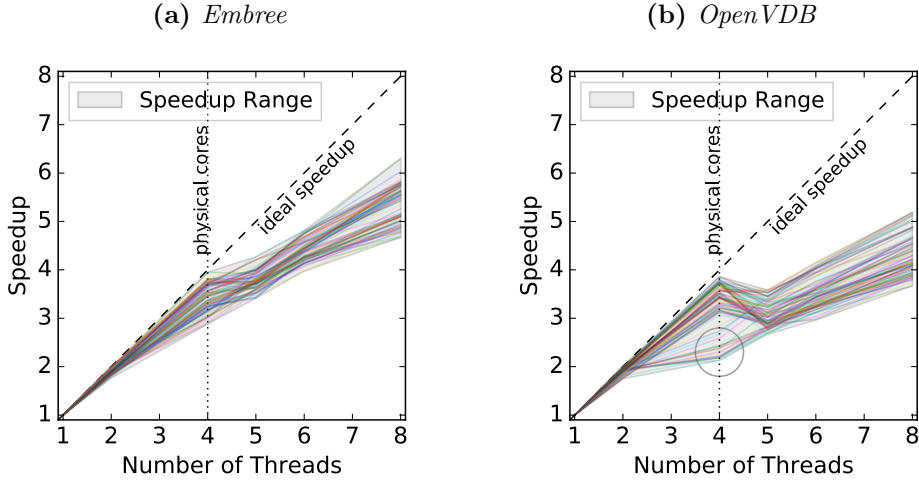 (a) Embree
8
7
6
5
4
3
2
1
Speedup
Speedup Range
physical cores
ideal speedup
1 2 3 4 5 6 7 8
Number of Threads
(b) OpenVDB
8
7
6
5
4
3
2
1
Speedup
Speedup Range
physical cores
ideal speedup
1 2 3 4 5 6 7 8
Number of Threads